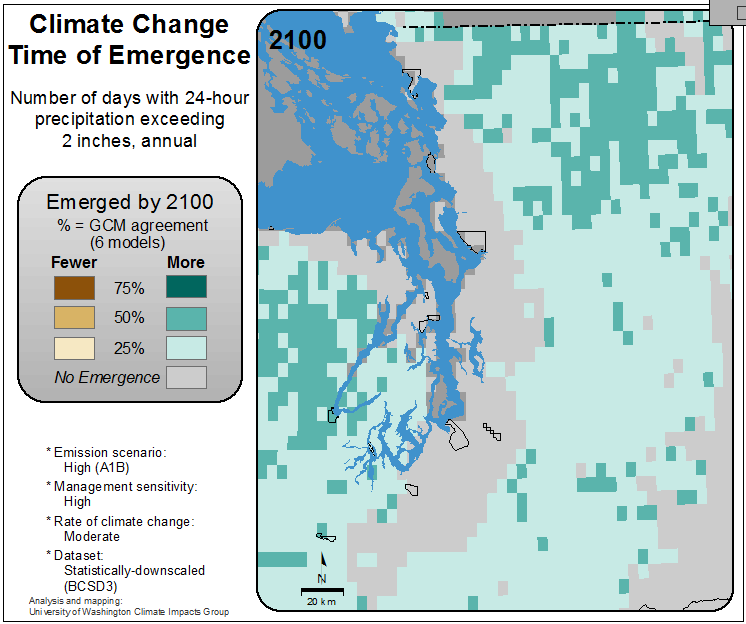 Climate Change
Time of Emergence
Number of days with 24-hour
precipitation exceeding
2 inches, annual
Emerged by 2100
% = GCM agreement
(6 models)
Fewer More
75%
50%
25%
No Emergence
* Emission scenario:
High (A1B)
* Management sensitivity:
High
* Rate of climate change:
Moderate
* Dataset:
Statistically-downscaled
(BCSD3)
Analysis and mapping:
University of Washington Climate Impacts Group
2100
N
20 km